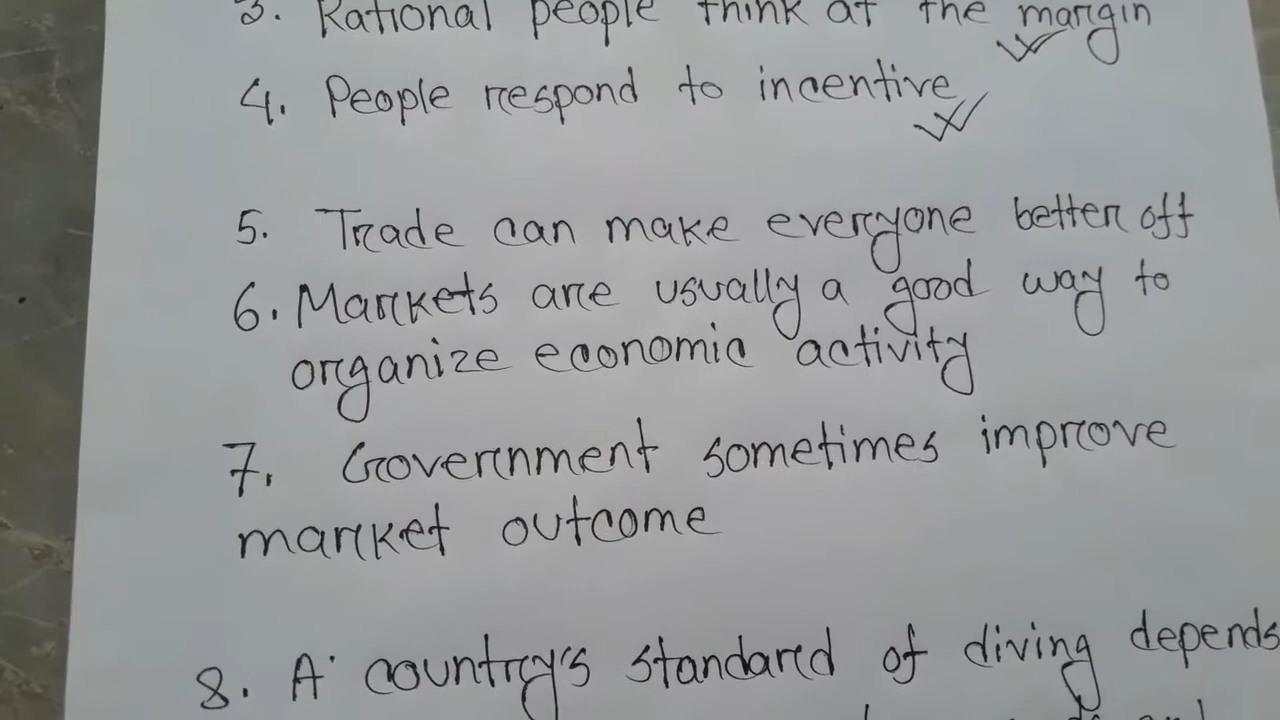 3. Rational people think at the margin
4. People respond to incentive
5. Trade can make everyone better off
6. Markets are usually a good way to
organize economic activity
7. Government sometimes improve
market outcome
8. A country's standard of diving depends